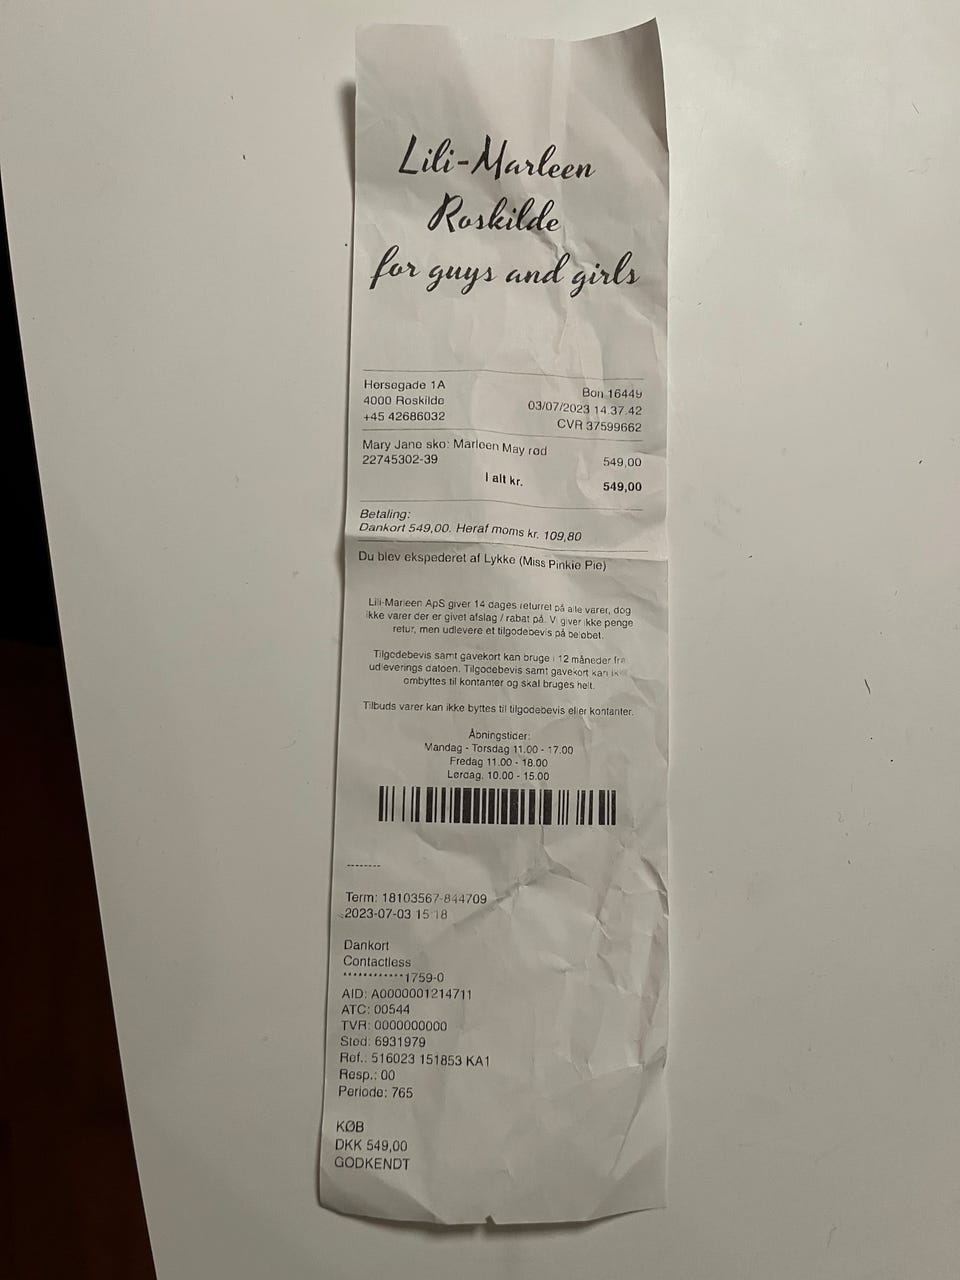 Lili-Marleen
Roskilde
for guys and girls
Hersegade 1A
4000 Roskilde
+45 42686032
Bon 16449
03/07/2023 14.37.42
CVR 37599662
Mary Jane sko: Marleen May rød
22745302-39
549,00
I alt kr. 549,00
Betaling:
Dankort 549,00. Heraf moms kr. 109,80
Du blev ekspederet af Lykke (Miss Pinkie Pie)
Lili-Marleen ApS giver 14 dages returret på alle varer, dog
ikke varer der er givet afslag / rabat på. Vi giver ikke penge
retur, men udlevere et tilgodebevis på beløbet.
Tilgodebevis samt gavekort kan bruge i 12 måneder fra
udleverings datoen. Tilgodebevis samt gavekort kan
ombyttes til kontanter og skal bruges helt.
Tilbuds varer kan ikke byttes til tilgodebevis eller kontanter.
Åbningstider:
Mandag - Torsdag 11.00 - 17.00
Fredag 11.00 - 18.00
Lørdag. 10.00 - 15.00
--------
Term: 18103567-844709
2023-07-03 15:18
Dankort
Contactless
************1759-0
AID: A0000001214711
ATC: 00544
TVR: 0000000000
Sted: 6931979
Ref.: 516023 151853 KA1
Resp.: 00
Periode: 765
KØB
DKK 549,00
GODKENDT